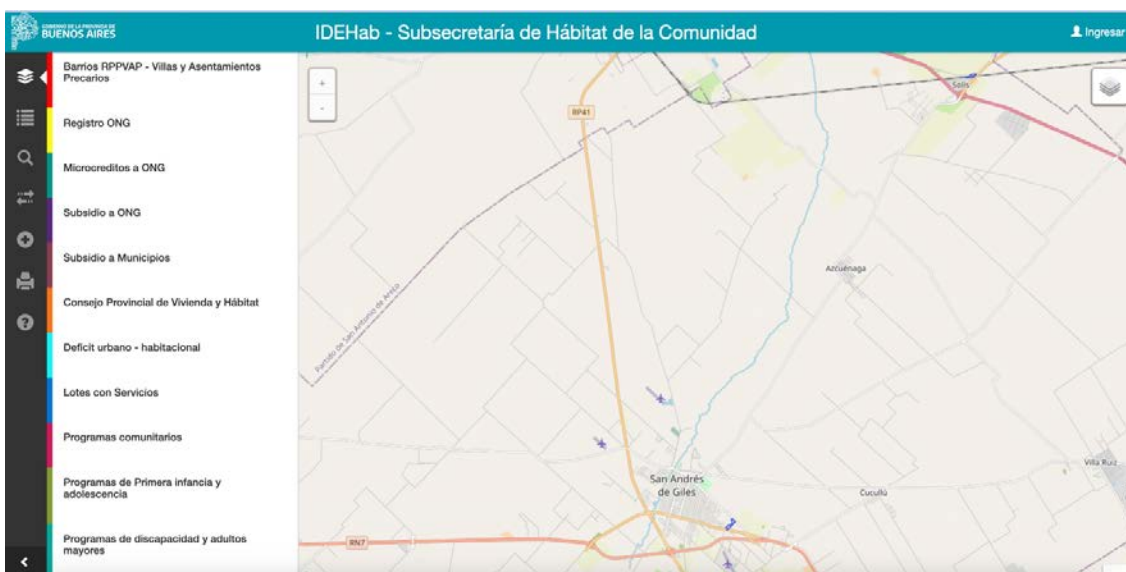 GOBIERNO DE LA PROVINCIA DE
BUENOS AIRES
IDEHab - Subsecretaría de Hábitat de la Comunidad
Ingresar
Barrios RPPVAP - Villas y Asentamientos
Precarios
Registro ONG
Microcreditos a ONG
Subsidio a ONG
Subsidio a Municipios
Consejo Provincial de Vivienda y Hábitat
Deficit urbano - habitacional
Lotes con Servicios
Programas comunitarios
Programas de Primera infancia y
adolescencia
Programas de discapacidad y adultos
mayores
+
-
RP41
Solís
Azcuénaga
Partido de San Antonio de Areco
San Andrés
de Giles
Cucullú
Villa Ruiz
RN7